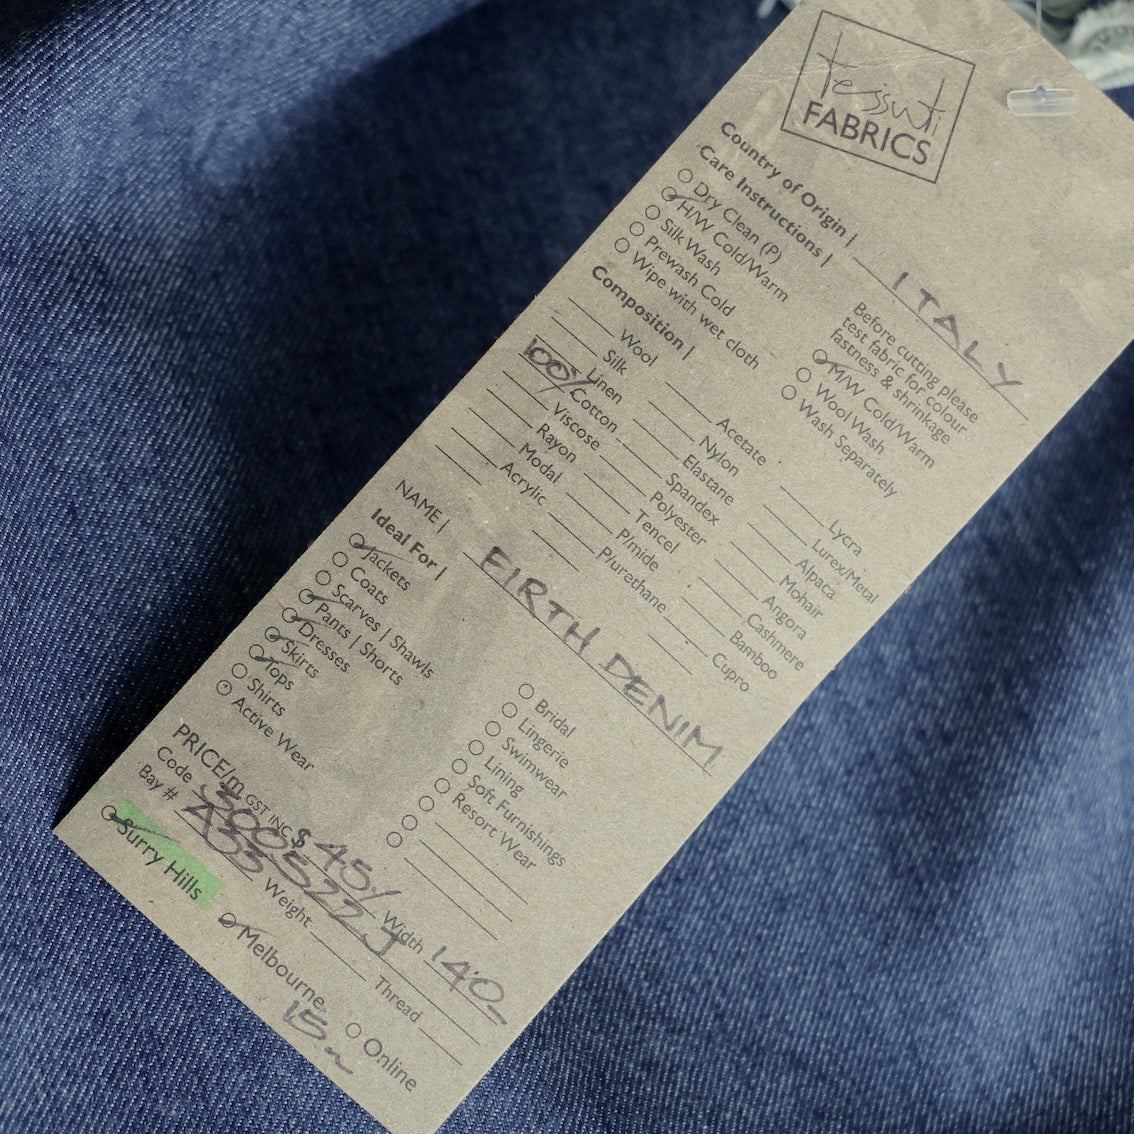 tessuti
FABRICS
Country of Origin | ITALY
Care Instructions |
Dry Clean (P)
H/W Cold/Warm
Silk Wash
Prewash Cold
Wipe with wet cloth
Before cutting please
test fabric for colour
fastness & shrinkage
M/W Cold/Warm
Wool Wash
Wash Separately
Composition |
Wool
Silk
Linen
100% Cotton
Viscose
Rayon
Modal
Acrylic
Acetate
Nylon
Elastane
Spandex
Polyester
Tencel
P/mide
P/urethane
Lycra
Lurex/Metal
Alpaca
Mohair
Angora
Cashmere
Bamboo
Cupro
NAME | FIRTH DENIM
Ideal For |
Jackets
Coats
Scarves | Shawls
Pants | Shorts
Dresses
Skirts
Tops
Shirts
Active Wear
Bridal
Lingerie
Swimwear
Lining
Soft Furnishings
Resort Wear
PRICE/m GST INC $ 45/ Width 140
Code 3005522
Bay # Weight Thread
Surry Hills
Melbourne
Online
15m